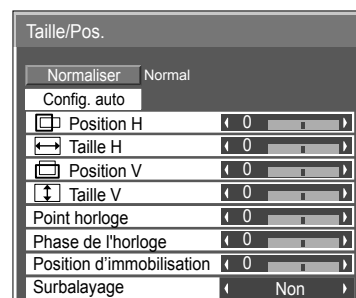 Taille/Pos.
Normaliser Normal
Config. auto
Position H 0
Taille H 0
Position V 0
Taille V 0
Point horloge 0
Phase de l'horloge 0
Position d’immobilisation 0
Surbalayage Non